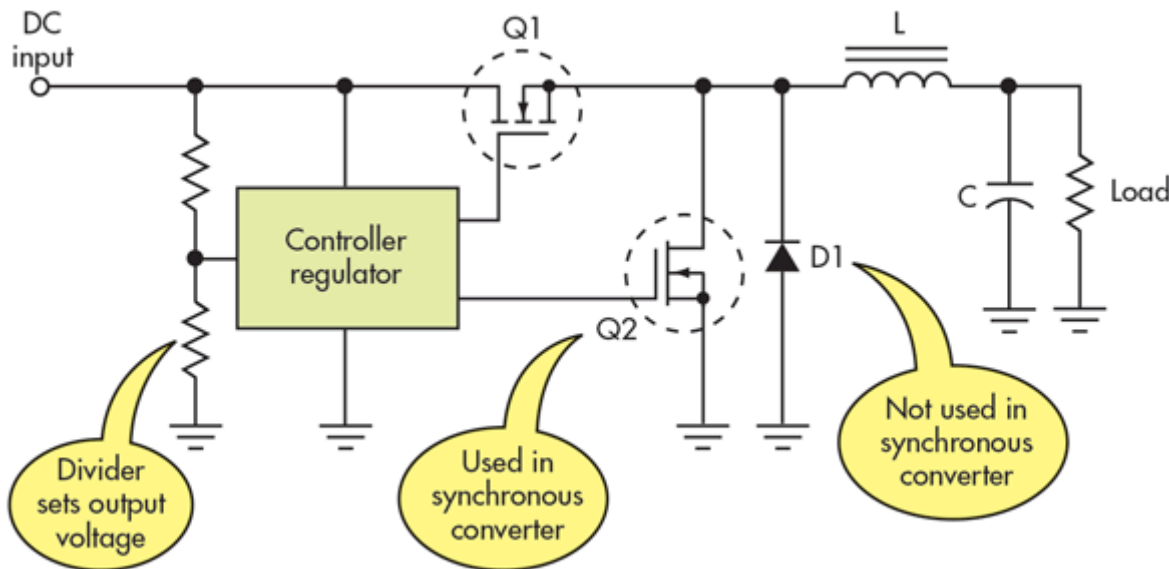 DC
input
Q1
L
Controller
regulator
Q2
D1
C
Load
Divider
sets output
voltage
Used in
synchronous
converter
Not used in
synchronous
converter